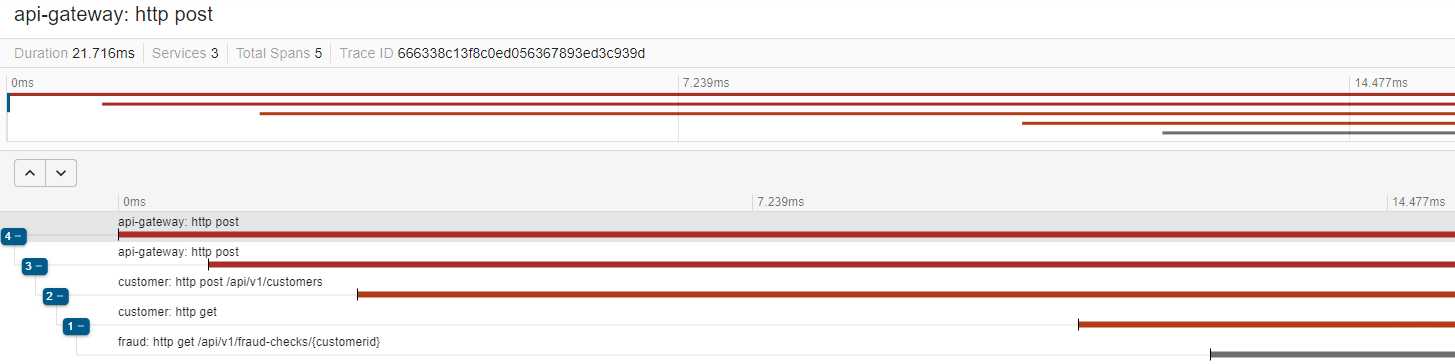 api-gateway: http post
Duration 21.716ms Services 3 Total Spans 5 Trace ID 666338c13f8c0ed056367893ed3c939d
0ms 7.239ms 14.477ms
0ms 7.239ms 14.477ms
api-gateway: http post
4 −
api-gateway: http post
3 −
customer: http post /api/v1/customers
2 −
customer: http get
1 −
fraud: http get /api/v1/fraud-checks/{customerid}